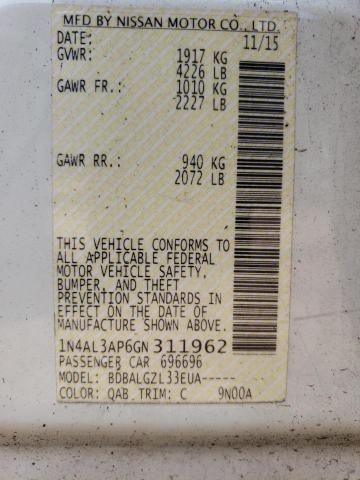 MFD BY NISSAN MOTOR CO., LTD.
DATE: 11/15
GVWR: 1917 KG
4226 LB
GAWR FR.: 1010 KG
2227 LB
GAWR RR.: 940 KG
2072 LB
THIS VEHICLE CONFORMS TO
ALL APPLICABLE FEDERAL
MOTOR VEHICLE SAFETY,
BUMPER, AND THEFT
PREVENTION STANDARDS IN
EFFECT ON THE DATE OF
MANUFACTURE SHOWN ABOVE.
1N4AL3AP6GN311962
PASSENGER CAR 696696
MODEL: BDBALGZL33EUA-----
COLOR: QAB TRIM: C 9N00A